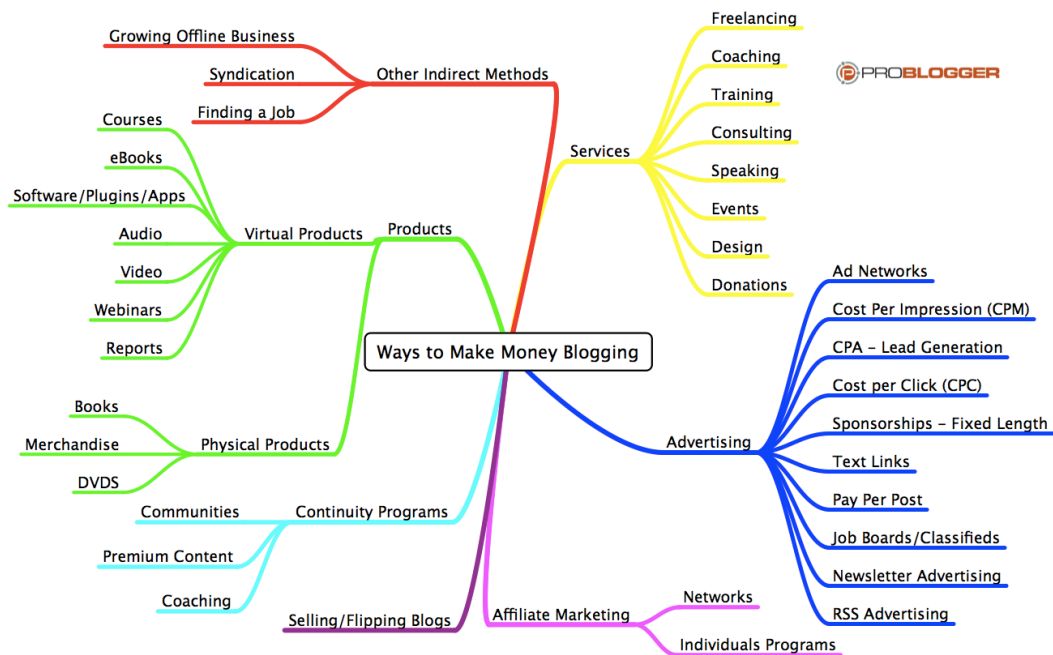 Ways to Make Money Blogging
Other Indirect Methods
Growing Offline Business
Syndication
Finding a Job
Services
Freelancing
Coaching
Training
Consulting
Speaking
Events
Design
Donations
PROBLOGGER
Products
Virtual Products
Courses
eBooks
Software/Plugins/Apps
Audio
Video
Webinars
Reports
Physical Products
Books
Merchandise
DVDS
Advertising
Ad Networks
Cost Per Impression (CPM)
CPA – Lead Generation
Cost per Click (CPC)
Sponsorships – Fixed Length
Text Links
Pay Per Post
Job Boards/Classifieds
Newsletter Advertising
RSS Advertising
Continuity Programs
Communities
Premium Content
Coaching
Selling/Flipping Blogs
Affiliate Marketing
Networks
Individuals Programs